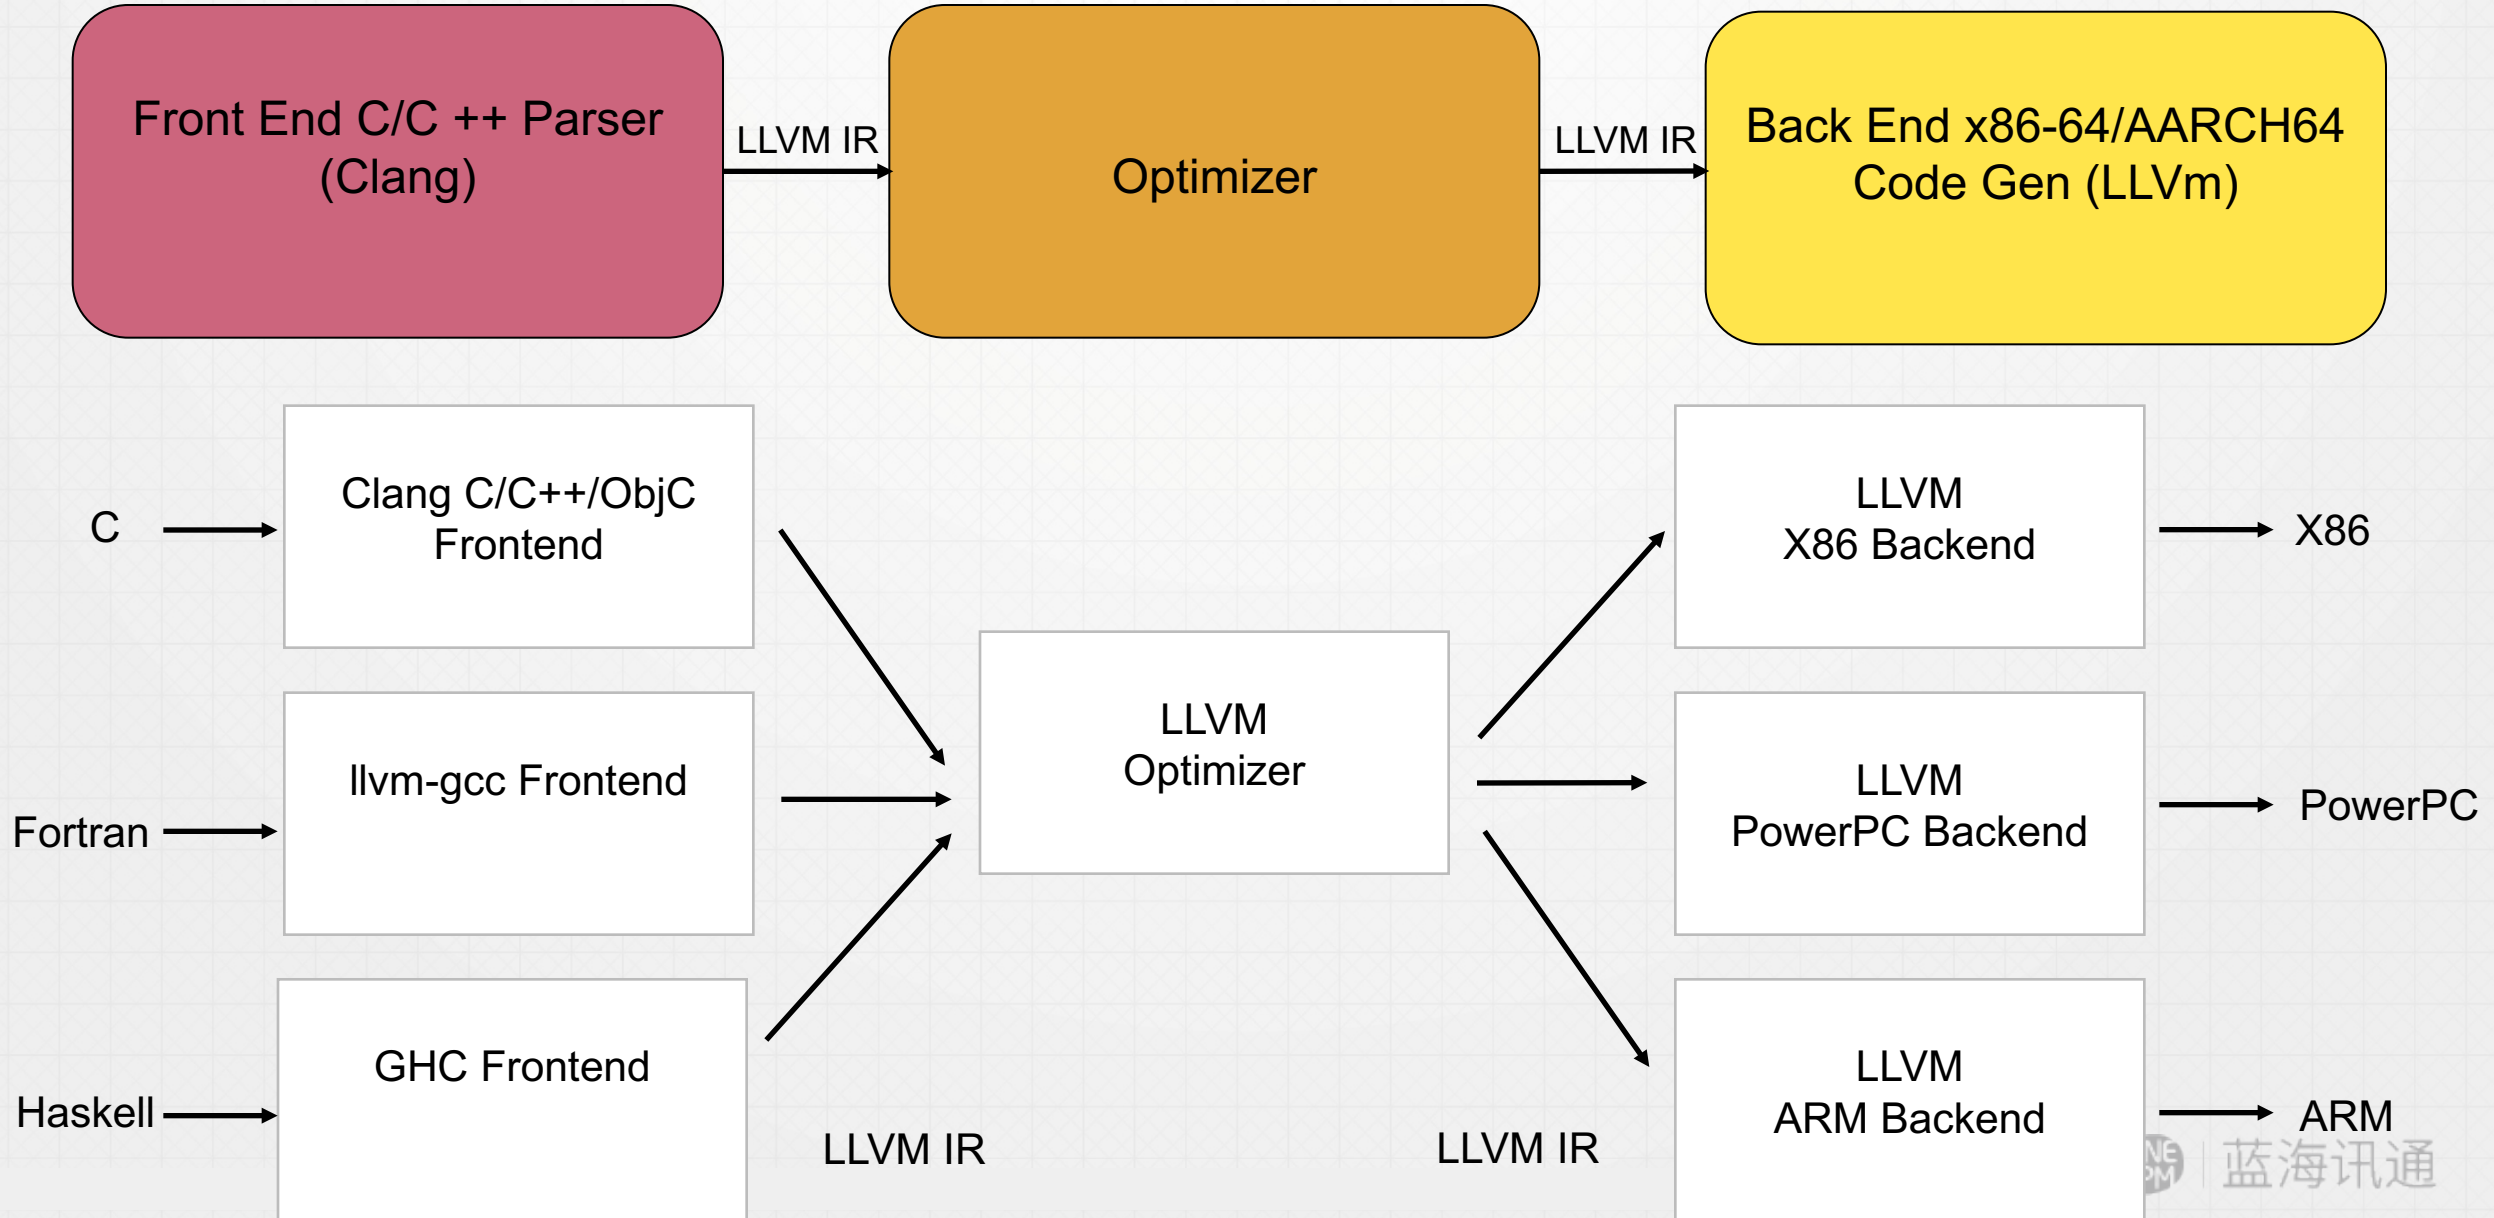 Front End C/C ++ Parser
(Clang)
LLVM IR
Optimizer
LLVM IR
Back End x86-64/AARCH64
Code Gen (LLVm)
C
Clang C/C++/ObjC
Frontend
LLVM
X86 Backend
X86
Fortran
llvm-gcc Frontend
LLVM
Optimizer
LLVM
PowerPC Backend
PowerPC
Haskell
GHC Frontend
LLVM IR
LLVM IR
LLVM
ARM Backend
ARM
蓝海讯通